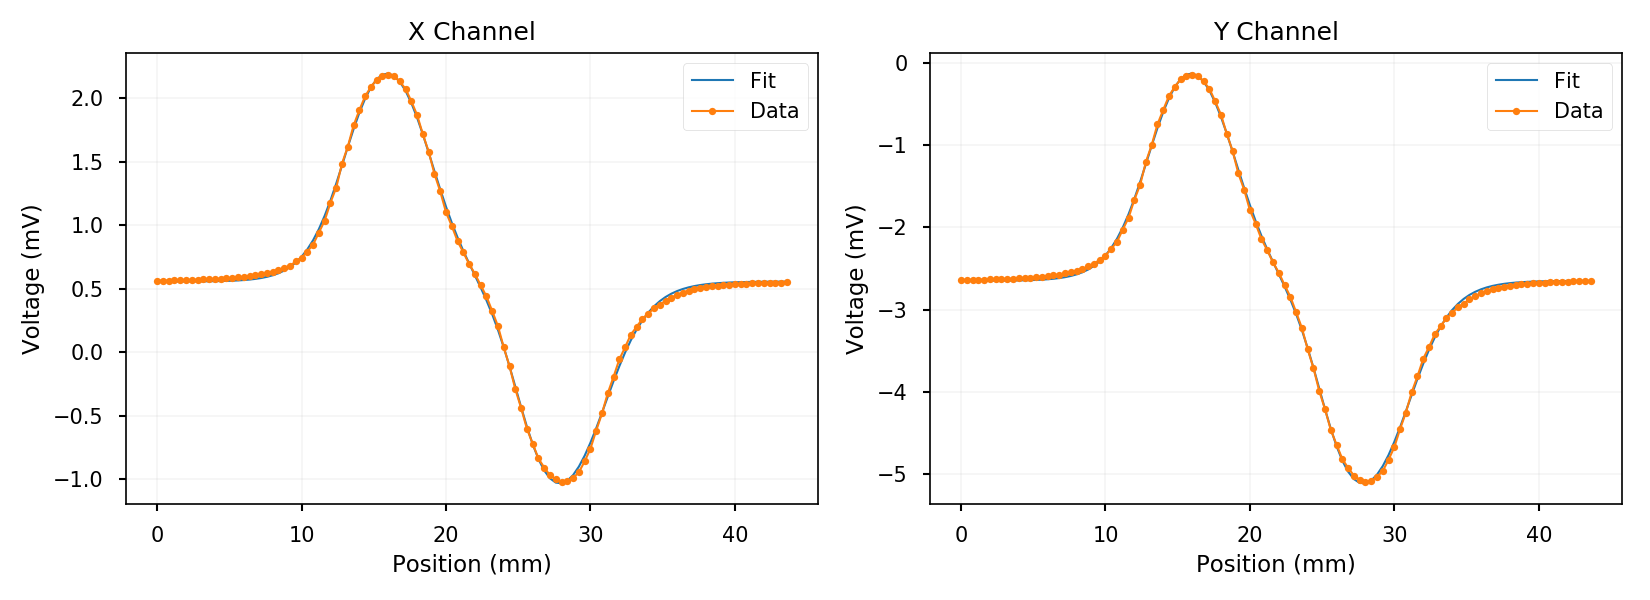 X Channel
Voltage (mV)
2.0
1.5
1.0
0.5
0.0
−0.5
−1.0
0 10 20 30 40
Position (mm)
Fit
Data
Y Channel
Voltage (mV)
0
−1
−2
−3
−4
−5
0 10 20 30 40
Position (mm)
Fit
Data